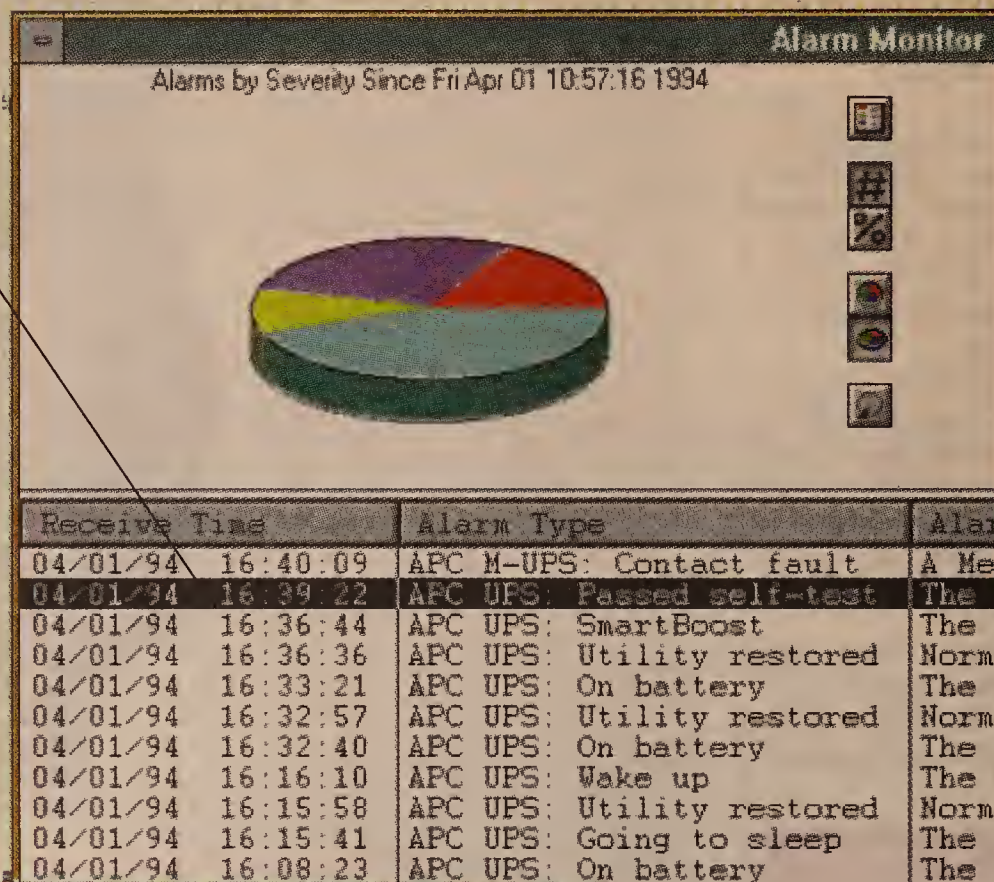 Alarm Monitor
Alarms by Severity Since Fri Apr 01 10:57:16 1994
#
%
Receive Time Alarm Type Alar
04/01/94 16:40:09 APC M-UPS: Contact fault A Me
04/01/94 16:39:22 APC UPS: Passed self-test The
04/01/94 16:36:44 APC UPS: SmartBoost The
04/01/94 16:36:36 APC UPS: Utility restored Norm
04/01/94 16:33:21 APC UPS: On battery The
04/01/94 16:32:57 APC UPS: Utility restored Norm
04/01/94 16:32:40 APC UPS: On battery The
04/01/94 16:16:10 APC UPS: Wake up The
04/01/94 16:15:58 APC UPS: Utility restored Norm
04/01/94 16:15:41 APC UPS: Going to sleep The
04/01/94 16:08:23 APC UPS: On battery The